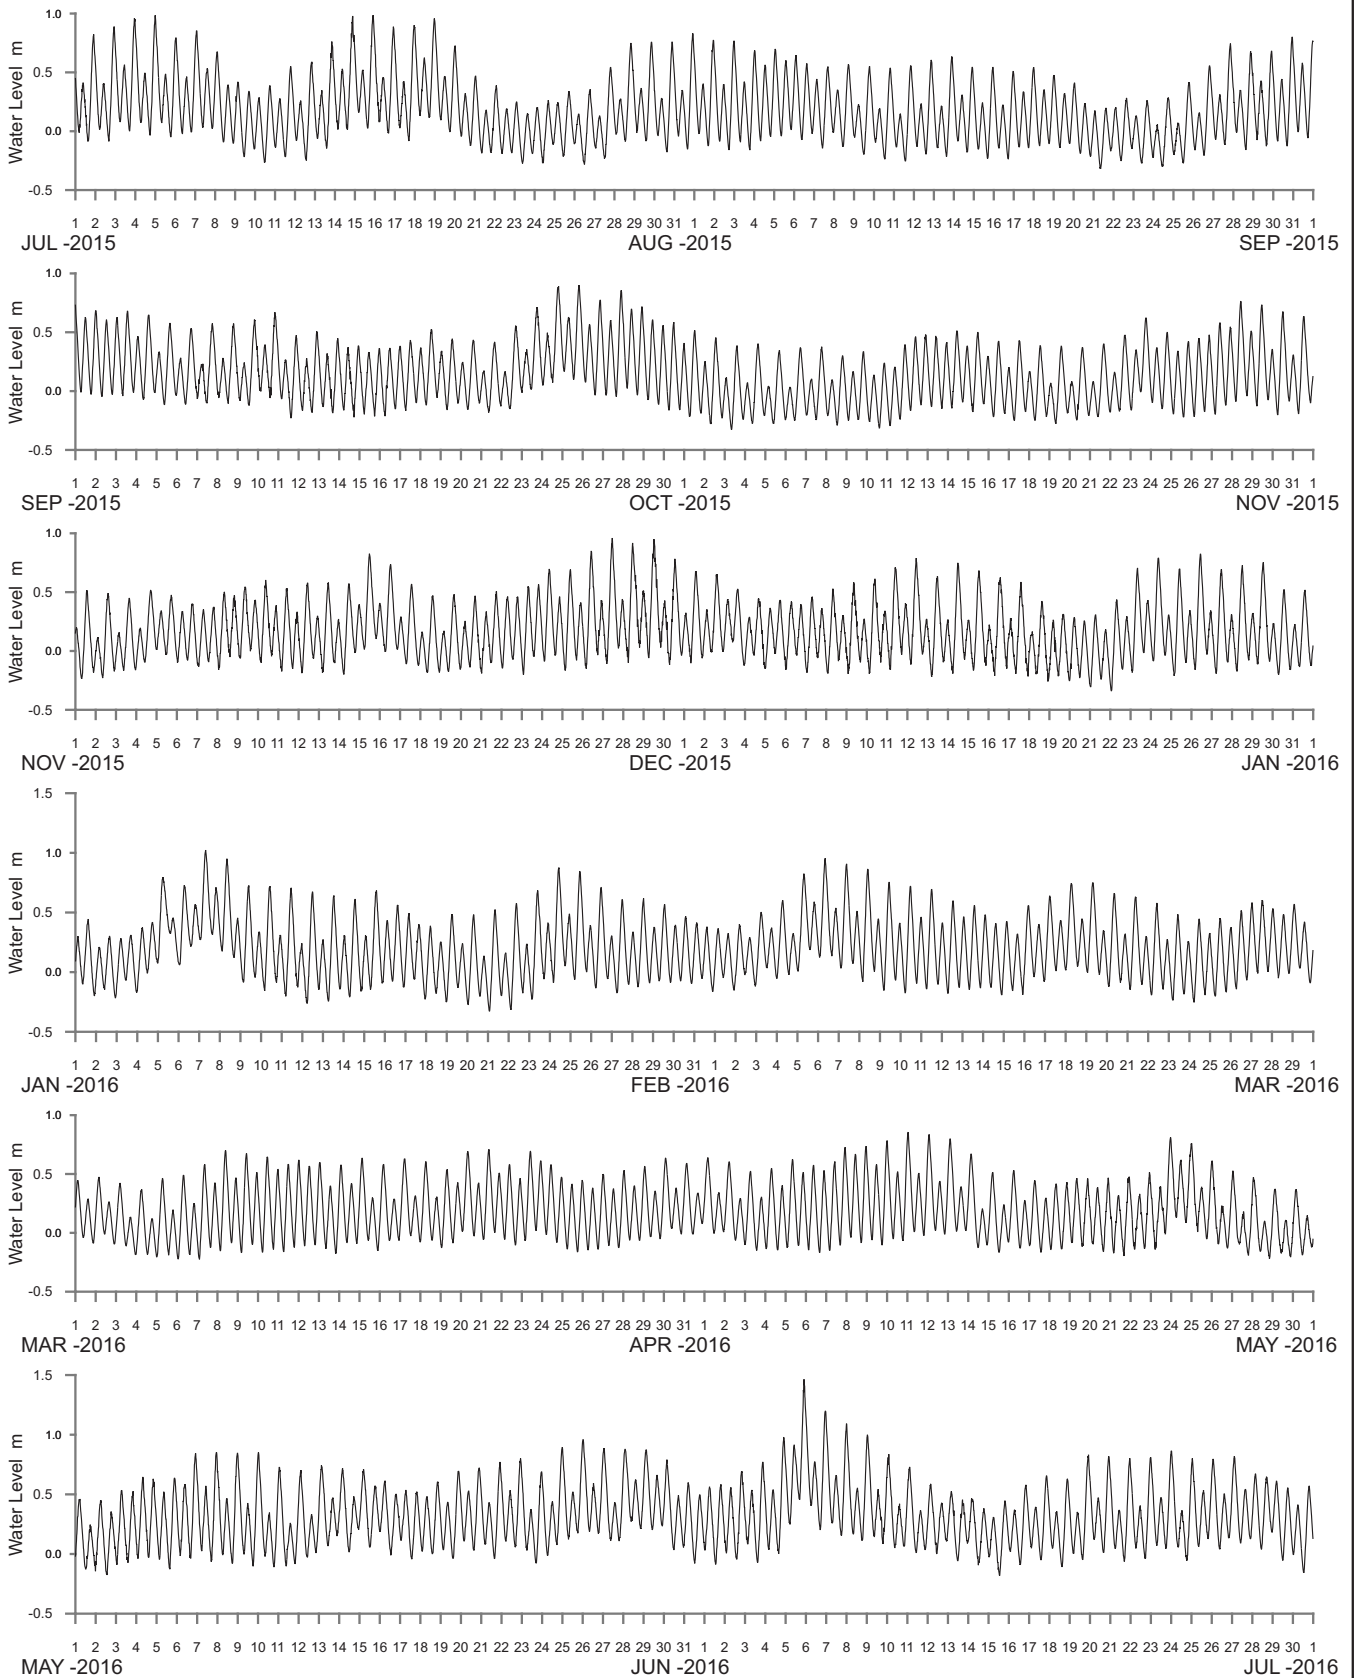 Water Level m
1.0
0.5
0.0
-0.5
1 2 3 4 5 6 7 8 9 10 11 12 13 14 15 16 17 18 19 20 21 22 23 24 25 26 27 28 29 30 31 1 2 3 4 5 6 7 8 9 10 11 12 13 14 15 16 17 18 19 20 21 22 23 24 25 26 27 28 29 30 31 1
JUL -2015 AUG -2015 SEP -2015
Water Level m
1.0
0.5
0.0
-0.5
1 2 3 4 5 6 7 8 9 10 11 12 13 14 15 16 17 18 19 20 21 22 23 24 25 26 27 28 29 30 1 2 3 4 5 6 7 8 9 10 11 12 13 14 15 16 17 18 19 20 21 22 23 24 25 26 27 28 29 30 31 1
SEP -2015 OCT -2015 NOV -2015
Water Level m
1.0
0.5
0.0
-0.5
1 2 3 4 5 6 7 8 9 10 11 12 13 14 15 16 17 18 19 20 21 22 23 24 25 26 27 28 29 30 1 2 3 4 5 6 7 8 9 10 11 12 13 14 15 16 17 18 19 20 21 22 23 24 25 26 27 28 29 30 31 1
NOV -2015 DEC -2015 JAN -2016
Water Level m
1.5
1.0
0.5
0.0
-0.5
1 2 3 4 5 6 7 8 9 10 11 12 13 14 15 16 17 18 19 20 21 22 23 24 25 26 27 28 29 30 31 1 2 3 4 5 6 7 8 9 10 11 12 13 14 15 16 17 18 19 20 21 22 23 24 25 26 27 28 29 1
JAN -2016 FEB -2016 MAR -2016
Water Level m
1.0
0.5
0.0
-0.5
1 2 3 4 5 6 7 8 9 10 11 12 13 14 15 16 17 18 19 20 21 22 23 24 25 26 27 28 29 30 31 1 2 3 4 5 6 7 8 9 10 11 12 13 14 15 16 17 18 19 20 21 22 23 24 25 26 27 28 29 30 1
MAR -2016 APR -2016 MAY -2016
Water Level m
1.5
1.0
0.5
0.0
-0.5
1 2 3 4 5 6 7 8 9 10 11 12 13 14 15 16 17 18 19 20 21 22 23 24 25 26 27 28 29 30 31 1 2 3 4 5 6 7 8 9 10 11 12 13 14 15 16 17 18 19 20 21 22 23 24 25 26 27 28 29 30 1
MAY -2016 JUN -2016 JUL -2016